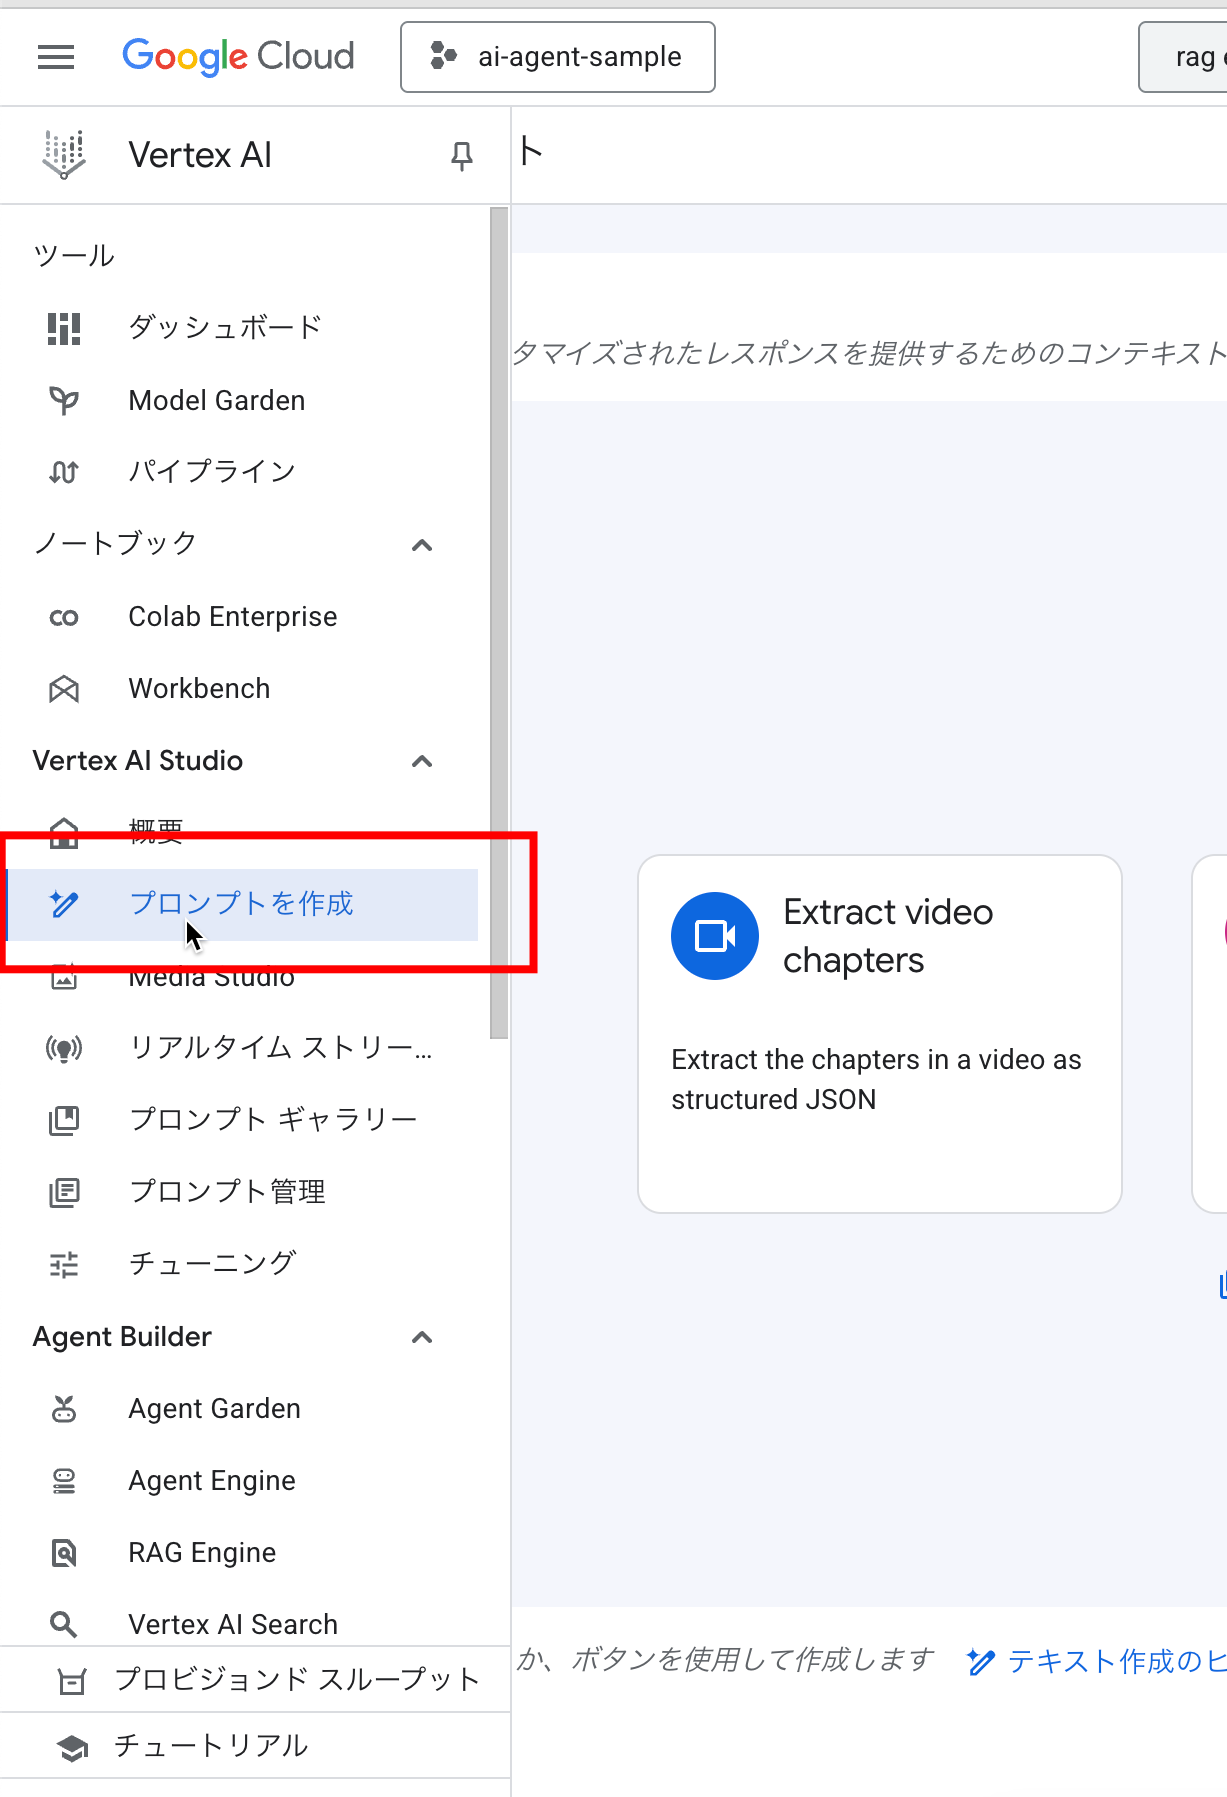 Google Cloud
ai-agent-sample
rag
Vertex AI
ト
ツール
ダッシュボード
Model Garden
パイプライン
ノートブック
Colab Enterprise
Workbench
Vertex AI Studio
概要
プロンプトを作成
Media Studio
リアルタイム ストリー...
プロンプト ギャラリー
プロンプト管理
チューニング
Agent Builder
Agent Garden
Agent Engine
RAG Engine
Vertex AI Search
プロビジョンド スループット
チュートリアル
タマイズされたレスポンスを提供するためのコンテキスト
Extract video
chapters
Extract the chapters in a video as
structured JSON
か、ボタンを使用して作成します
テキスト作成のヒ